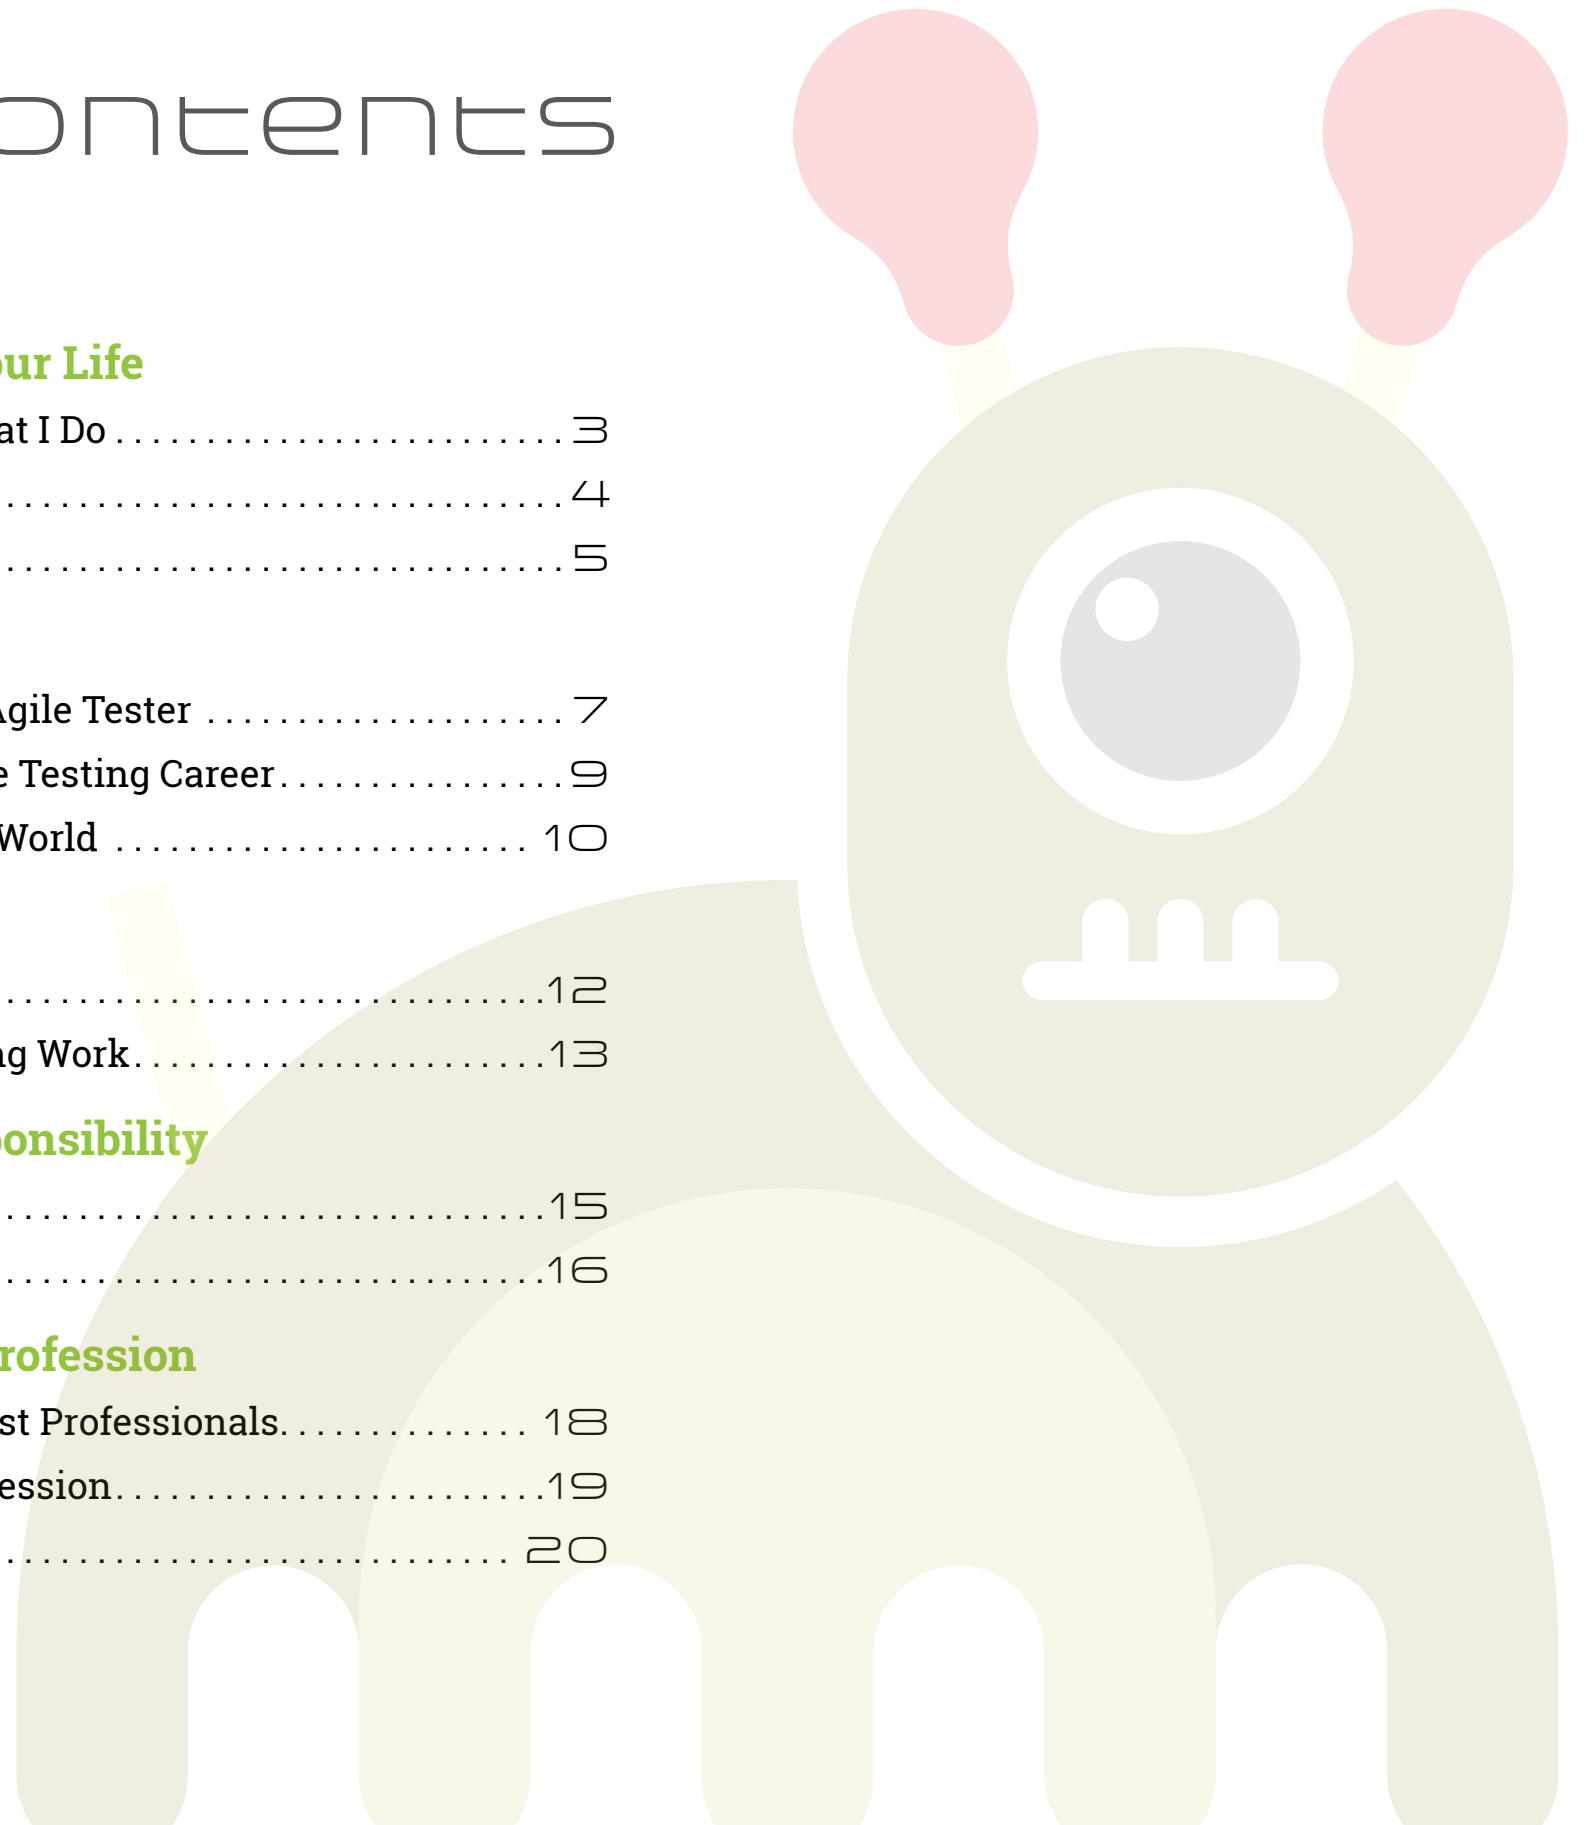 ontents
our Life
at I Do . . . . . . . . . . . . . . . . . . . . . . . . . 3
. . . . . . . . . . . . . . . . . . . . . . . . . . . . . . . 4
. . . . . . . . . . . . . . . . . . . . . . . . . . . . . . . 5
Agile Tester . . . . . . . . . . . . . . . . . . . . 7
e Testing Career . . . . . . . . . . . . . . . . 9
World . . . . . . . . . . . . . . . . . . . . . . . 10
. . . . . . . . . . . . . . . . . . . . . . . . . . . . . . 12
ng Work . . . . . . . . . . . . . . . . . . . . . . . 13
ponsibility
. . . . . . . . . . . . . . . . . . . . . . . . . . . . . . 15
. . . . . . . . . . . . . . . . . . . . . . . . . . . . . . 16
rofession
st Professionals. . . . . . . . . . . . . . 18
ession . . . . . . . . . . . . . . . . . . . . . . . . 19
. . . . . . . . . . . . . . . . . . . . . . . . . . . . 20